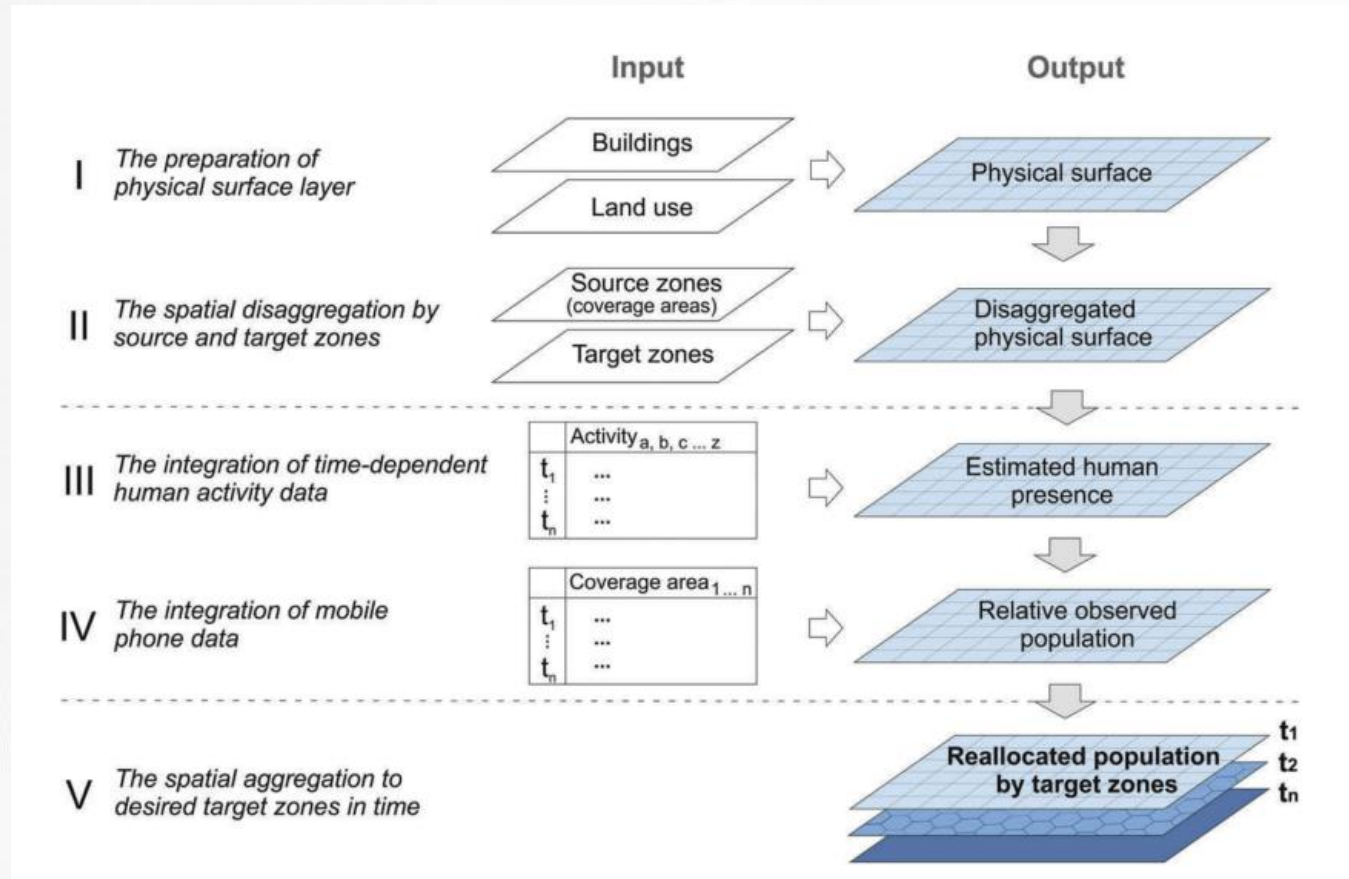 Input
Output
I
The preparation of
physical surface layer
Buildings
Land use
Physical surface
II
The spatial disaggregation by
source and target zones
Source zones
(coverage areas)
Target zones
Disaggregated
physical surface
III
The integration of time-dependent
human activity data
Activity a, b, c ... z
t1 ...
⋮ ...
tn ...
Estimated human
presence
IV
The integration of mobile
phone data
Coverage area 1 ... n
t1 ...
⋮ ...
tn ...
Relative observed
population
V
The spatial aggregation to
desired target zones in time
Reallocated population
by target zones
t1
t2
tn